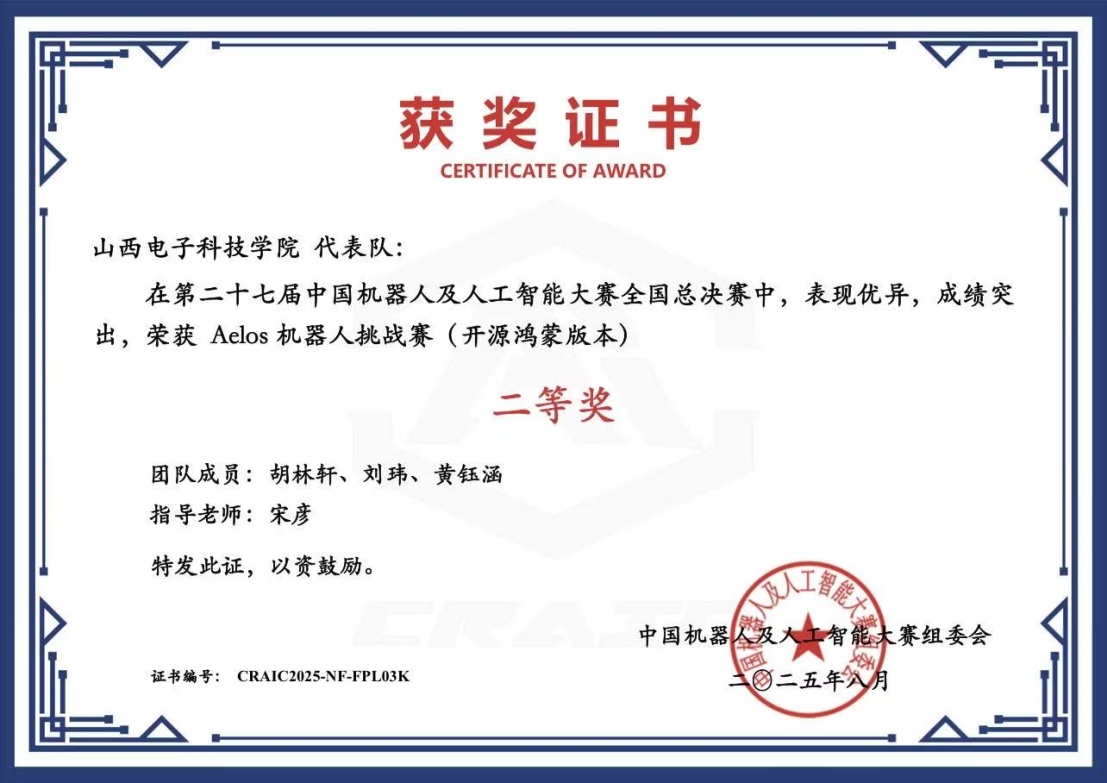 获奖证书
CERTIFICATE OF AWARD
山西电子科技学院 代表队：
在第二十七届中国机器人及人工智能大赛全国总决赛中，表现优异，成绩突
出，荣获 Aelos 机器人挑战赛（开源鸿蒙版本）
二等奖
团队成员：胡林轩、刘玮、黄钰涵
指导老师：宋彦
特发此证，以资鼓励。
CRAIC
中国机器人及人工智能大赛组委会
中国机器人及人工智能大赛组委会
二〇二五年八月
证书编号： CRAIC2025-NF-FPL03K